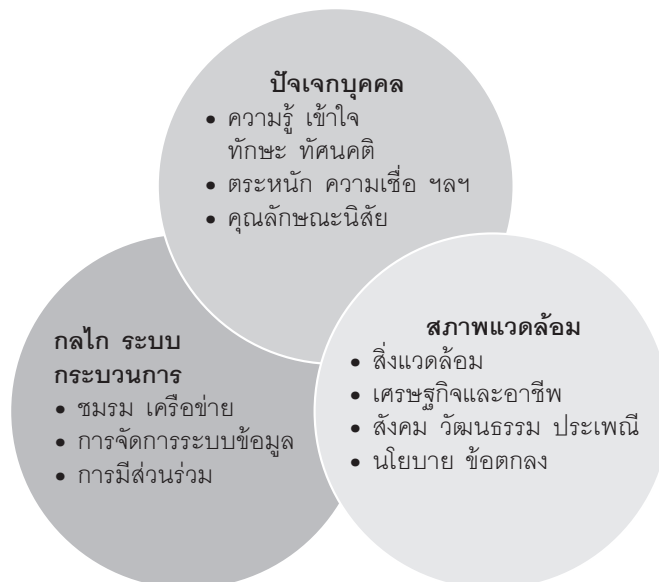 ปัจเจกบุคคล
• ความรู้ เข้าใจ
ทักษะ ทัศนคติ
• ตระหนัก ความเชื่อ ฯลฯ
• คุณลักษณะนิสัย
กลไก ระบบ
กระบวนการ
• ชมรม เครือข่าย
• การจัดการระบบข้อมูล
• การมีส่วนร่วม
สภาพแวดล้อม
• สิ่งแวดล้อม
• เศรษฐกิจและอาชีพ
• สังคม วัฒนธรรม ประเพณี
• นโยบาย ข้อตกลง